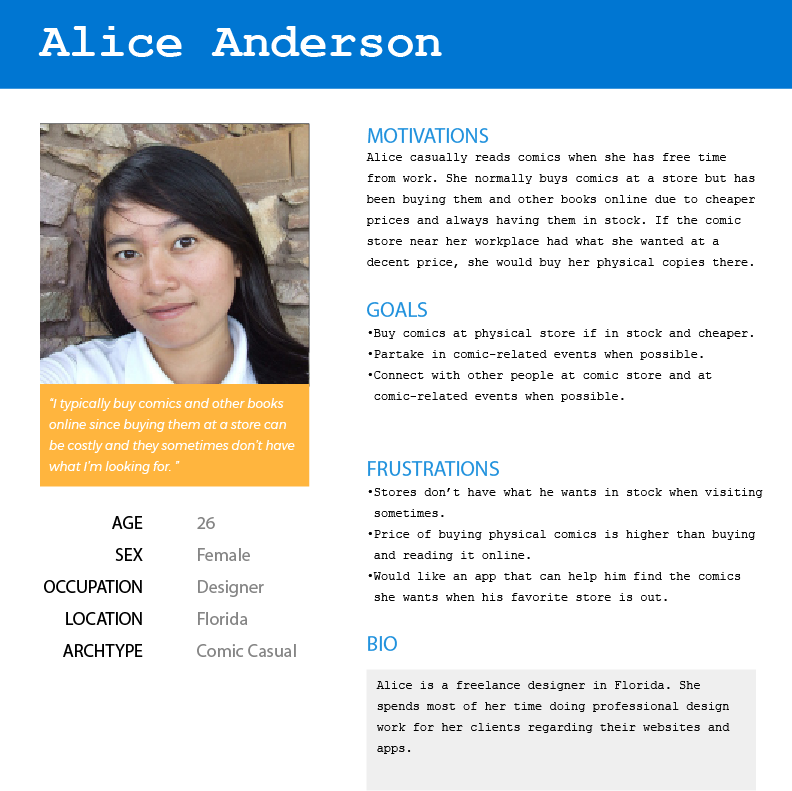 Alice Anderson
"I typically buy comics and other books
online since buying them at a store can
be costly and they sometimes don't have
what I'm looking for. "
AGE 26
SEX Female
OCCUPATION Designer
LOCATION Florida
ARCHTYPE Comic Casual
MOTIVATIONS
Alice casually reads comics when she has free time
from work. She normally buys comics at a store but has
been buying them and other books online due to cheaper
prices and always having them in stock. If the comic
store near her workplace had what she wanted at a
decent price, she would buy her physical copies there.
GOALS
•Buy comics at physical store if in stock and cheaper.
•Partake in comic-related events when possible.
•Connect with other people at comic store and at
comic-related events when possible.
FRUSTRATIONS
•Stores don’t have what he wants in stock when visiting
sometimes.
•Price of buying physical comics is higher than buying
and reading it online.
•Would like an app that can help him find the comics
she wants when his favorite store is out.
BIO
Alice is a freelance designer in Florida. She
spends most of her time doing professional design
work for her clients regarding their websites and
apps.